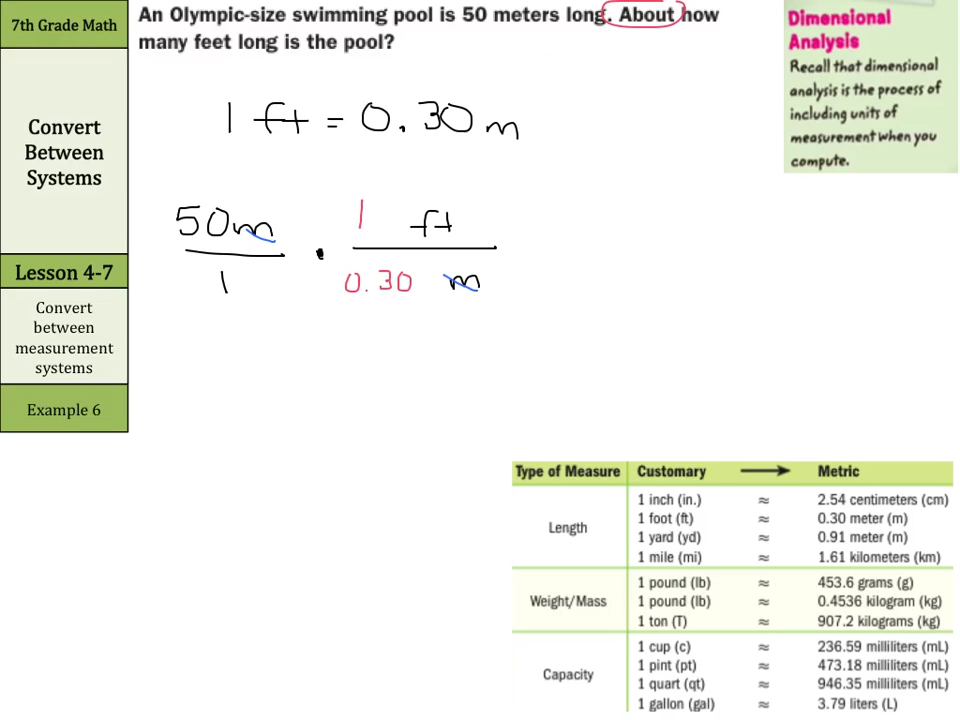 7th Grade Math
An Olympic-size swimming pool is 50 meters long. About how
many feet long is the pool?
Dimensional
Analysis
Recall that dimensional
analysis is the process of
including units of
measurement when you
compute.
Convert
Between
Systems
1 ft = 0.30 m
50m/1 · 1 ft/0.30 m
Lesson 4-7
Convert
between
measurement
systems
Example 6
Type of Measure Customary → Metric
Length
1 inch (in.) ≈ 2.54 centimeters (cm)
1 foot (ft) ≈ 0.30 meter (m)
1 yard (yd) ≈ 0.91 meter (m)
1 mile (mi) ≈ 1.61 kilometers (km)
Weight/Mass
1 pound (lb) ≈ 453.6 grams (g)
1 pound (lb) ≈ 0.4536 kilogram (kg)
1 ton (T) ≈ 907.2 kilograms (kg)
Capacity
1 cup (c) ≈ 236.59 milliliters (mL)
1 pint (pt) ≈ 473.18 milliliters (mL)
1 quart (qt) ≈ 946.35 milliliters (mL)
1 gallon (gal) ≈ 3.79 liters (L)